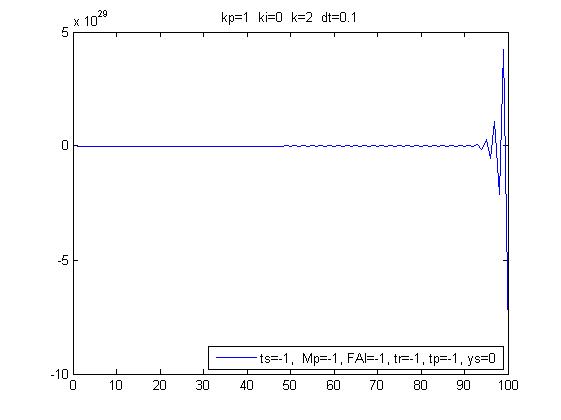 kp=1 ki=0 k=2 dt=0.1
x 10^29
5
0
-5
-10
ts=-1, Mp=-1, FAI=-1, tr=-1, tp=-1, ys=0
0 10 20 30 40 50 60 70 80 90 100